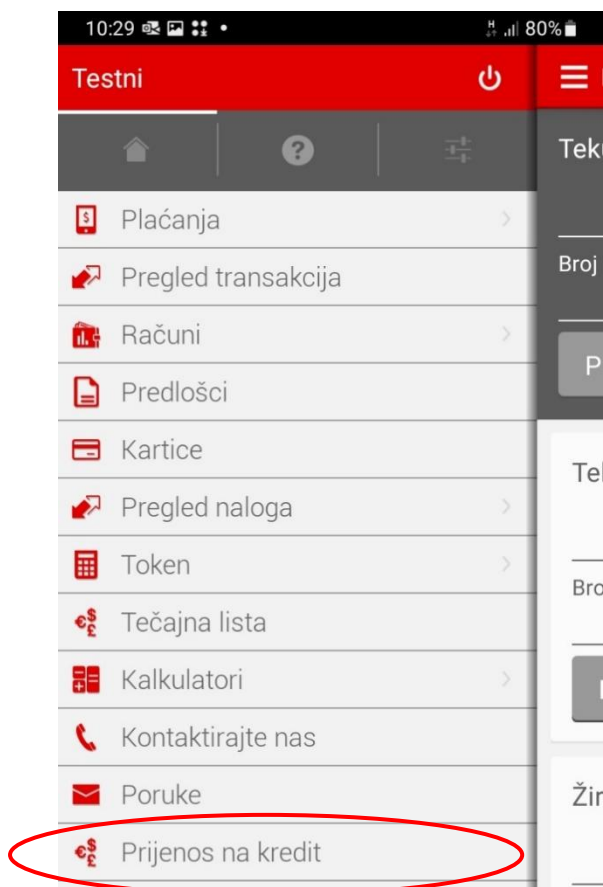 10:29
80%
Testni
Plaćanja
Pregled transakcija
Računi
Predlošci
Kartice
Pregled naloga
Token
Tečajna lista
Kalkulatori
Kontaktirajte nas
Poruke
Prijenos na kredit
Broj